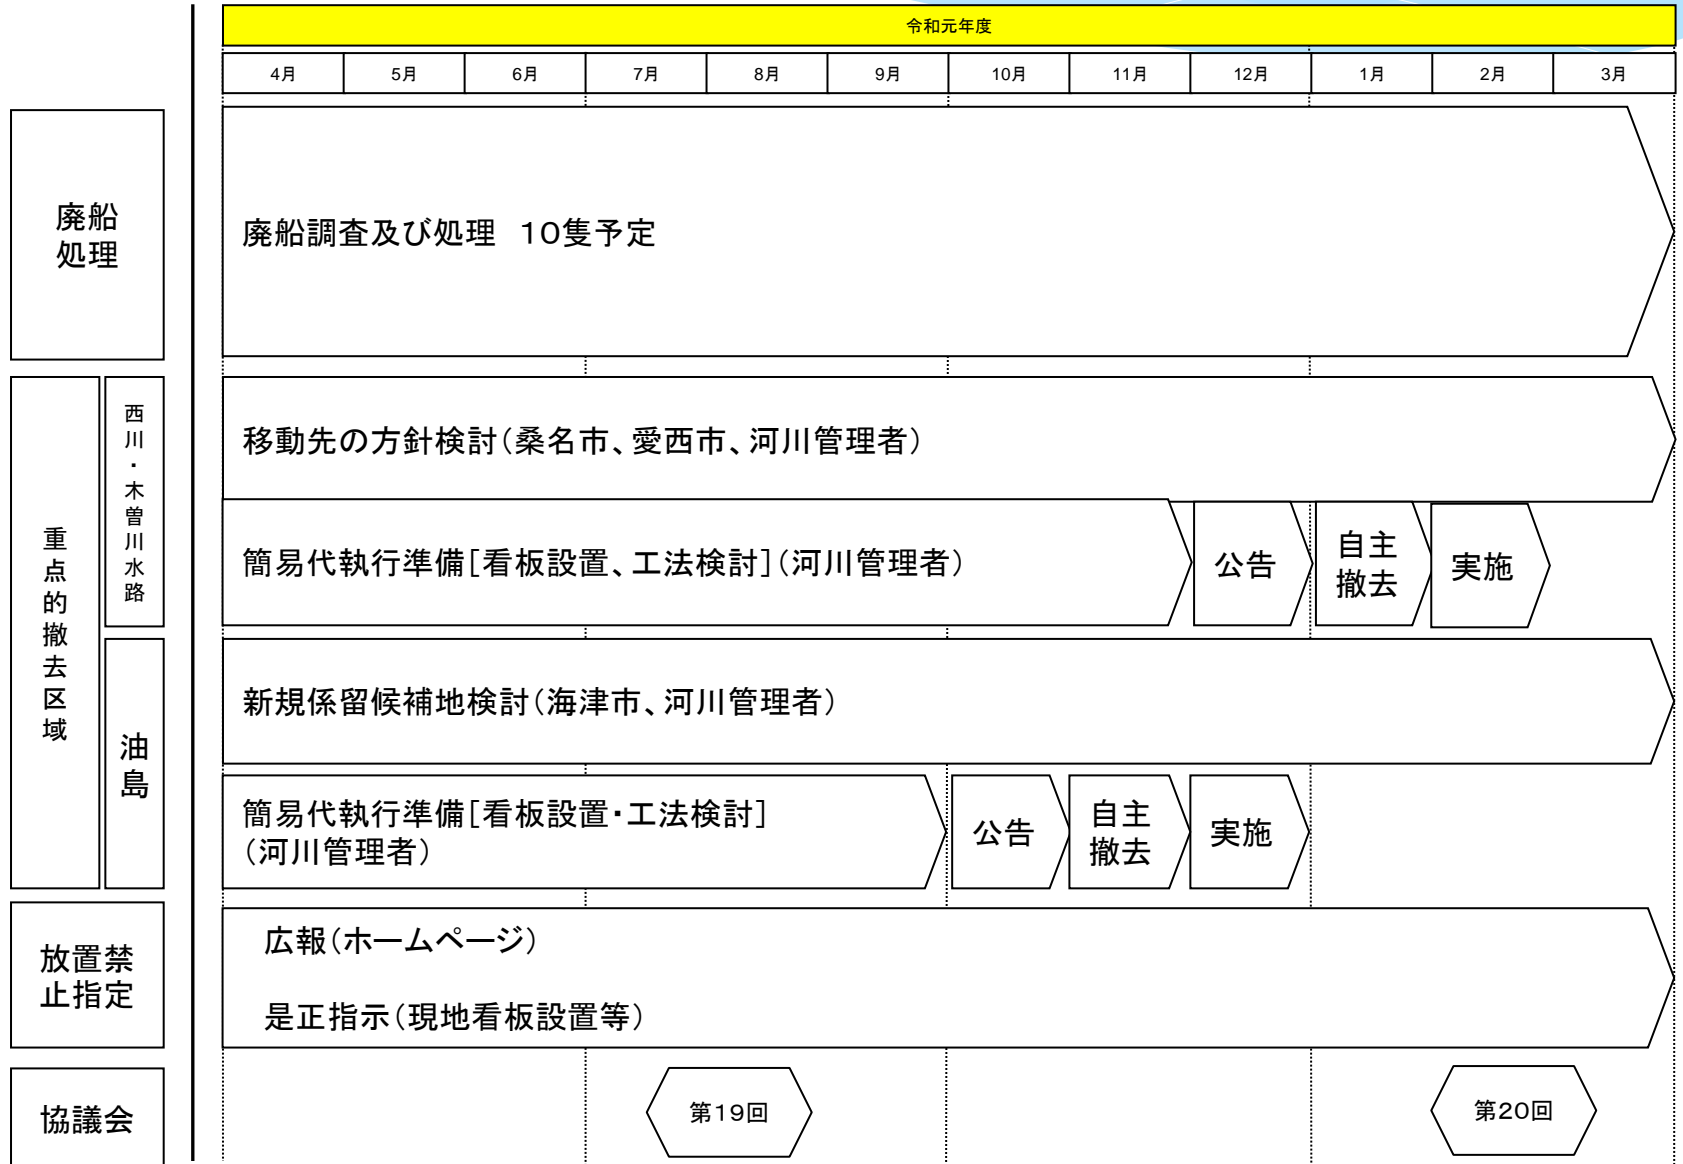 令和元年度
4月 5月 6月 7月 8月 9月 10月 11月 12月 1月 2月 3月
廃船
処理
廃船調査及び処理 10隻予定
重点的撤去区域
西川・木曽川水路
移動先の方針検討(桑名市、愛西市、河川管理者)
簡易代執行準備[看板設置、工法検討](河川管理者)
公告
自主
撤去
実施
油島
新規係留候補地検討(海津市、河川管理者)
簡易代執行準備[看板設置・工法検討]
(河川管理者)
公告
自主
撤去
実施
放置禁
止指定
広報(ホームページ)
是正指示(現地看板設置等)
協議会
第19回
第20回